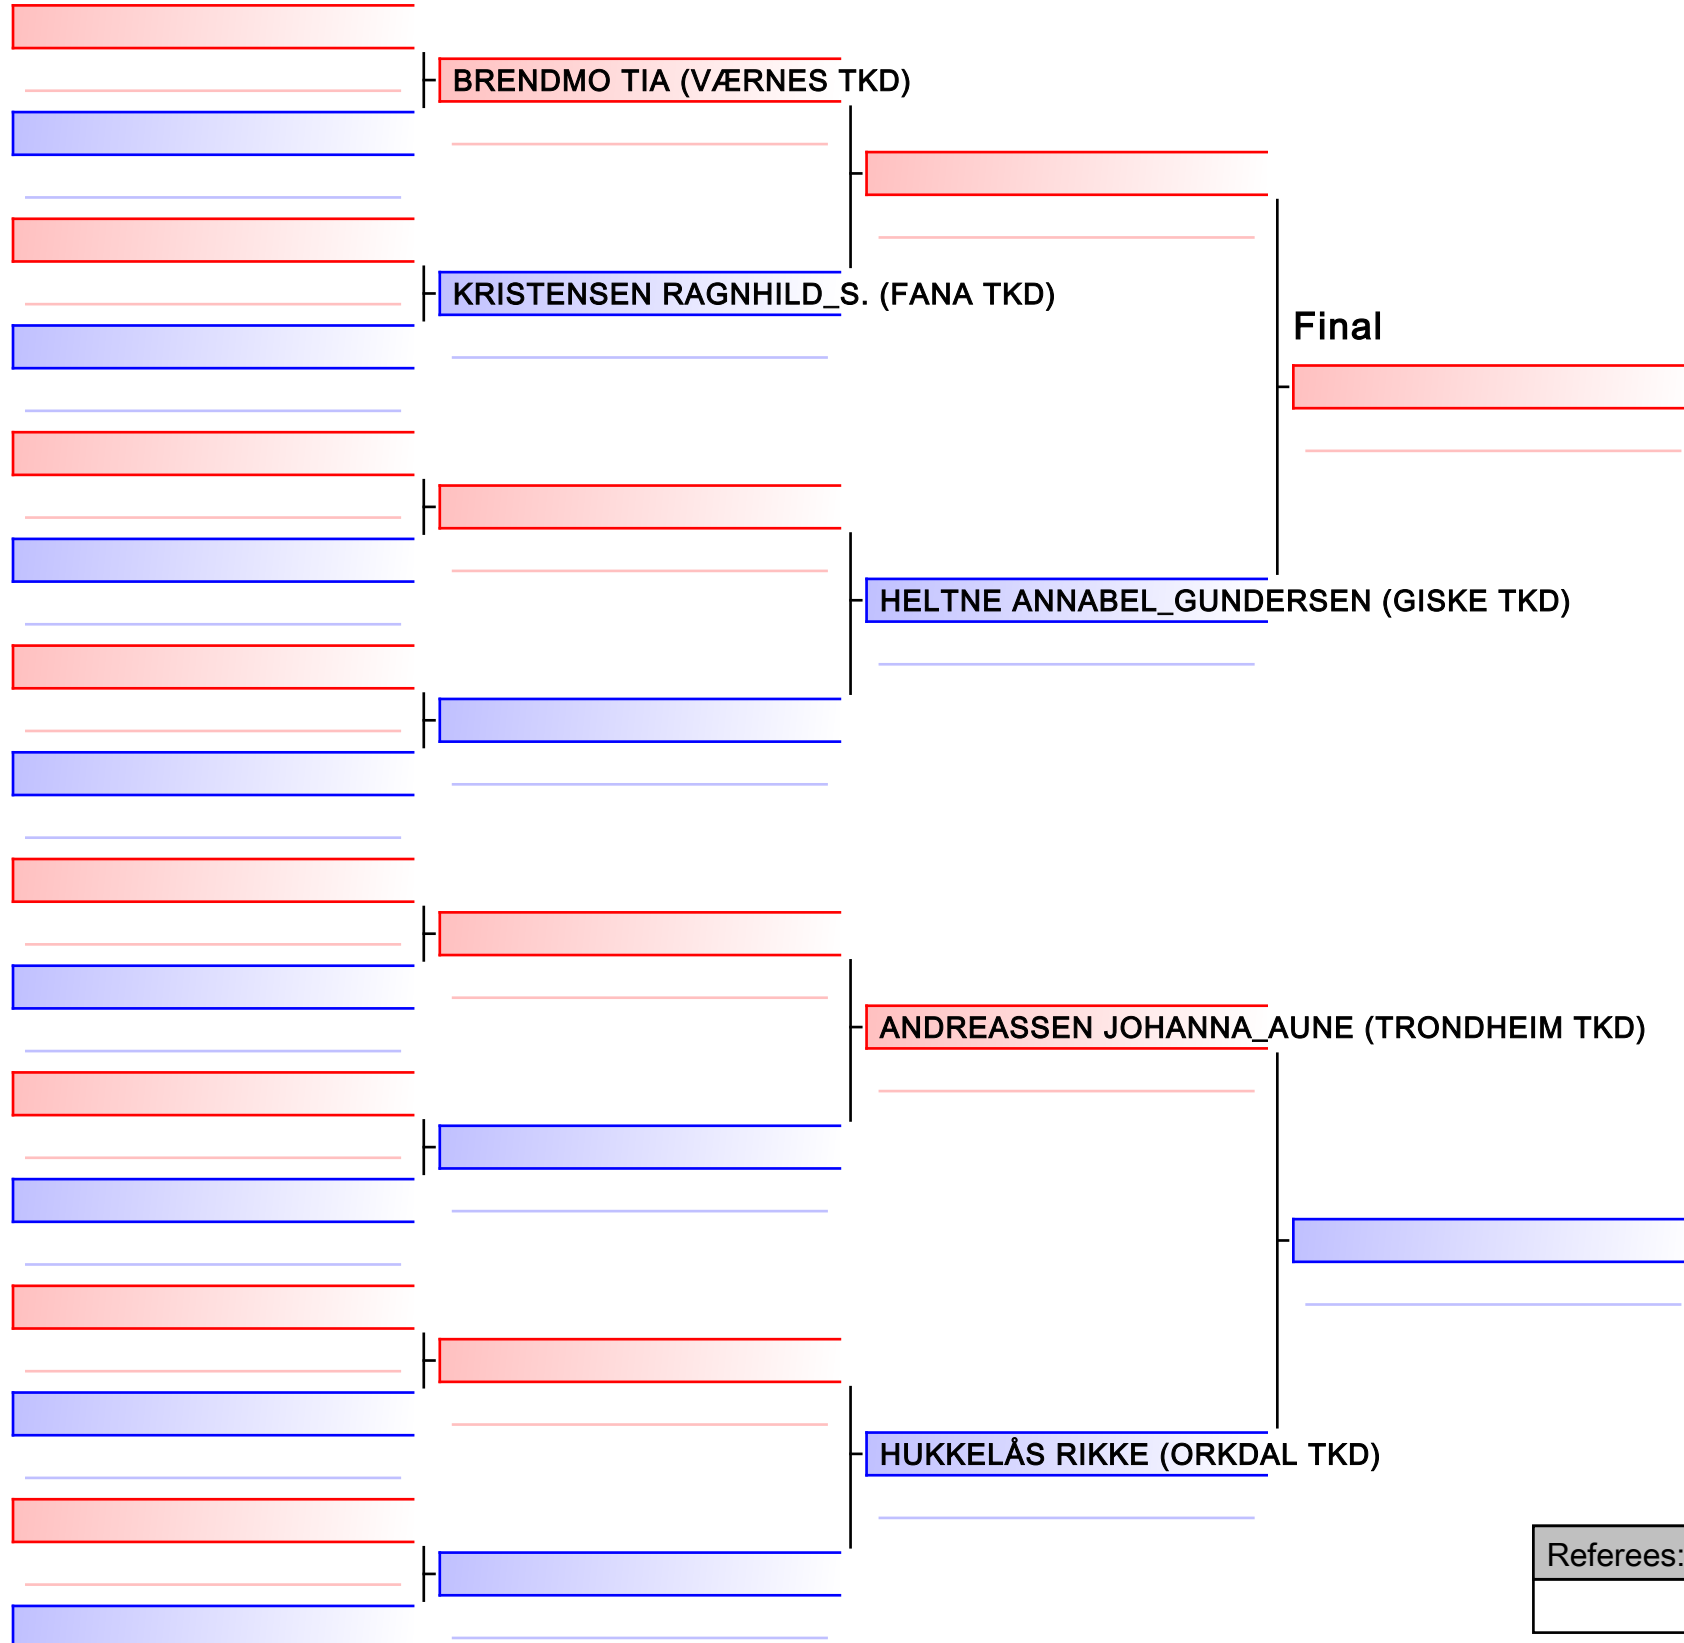 BRENDMO TIA (VÆRNES TKD)
KRISTENSEN RAGNHILD_S. (FANA TKD)
Final
HELTNE ANNABEL_GUNDERSEN (GISKE TKD)
ANDREASSEN JOHANNA_AUNE (TRONDHEIM TKD)
HUKKELÅS RIKKE (ORKDAL TKD)
Referees: